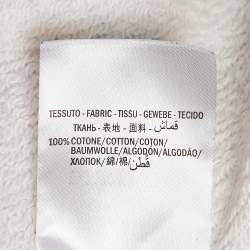 TESSUTO - FABRIC - TISSU - GEWEBE - TECIDO
ТКАНЬ - 表地 - 面料 - قماش
100% COTONE/COTTON/COTON/
BAUMWOLLE/ALGODON/ALGODÃO/
ХЛОПОК/綿/棉/قطن